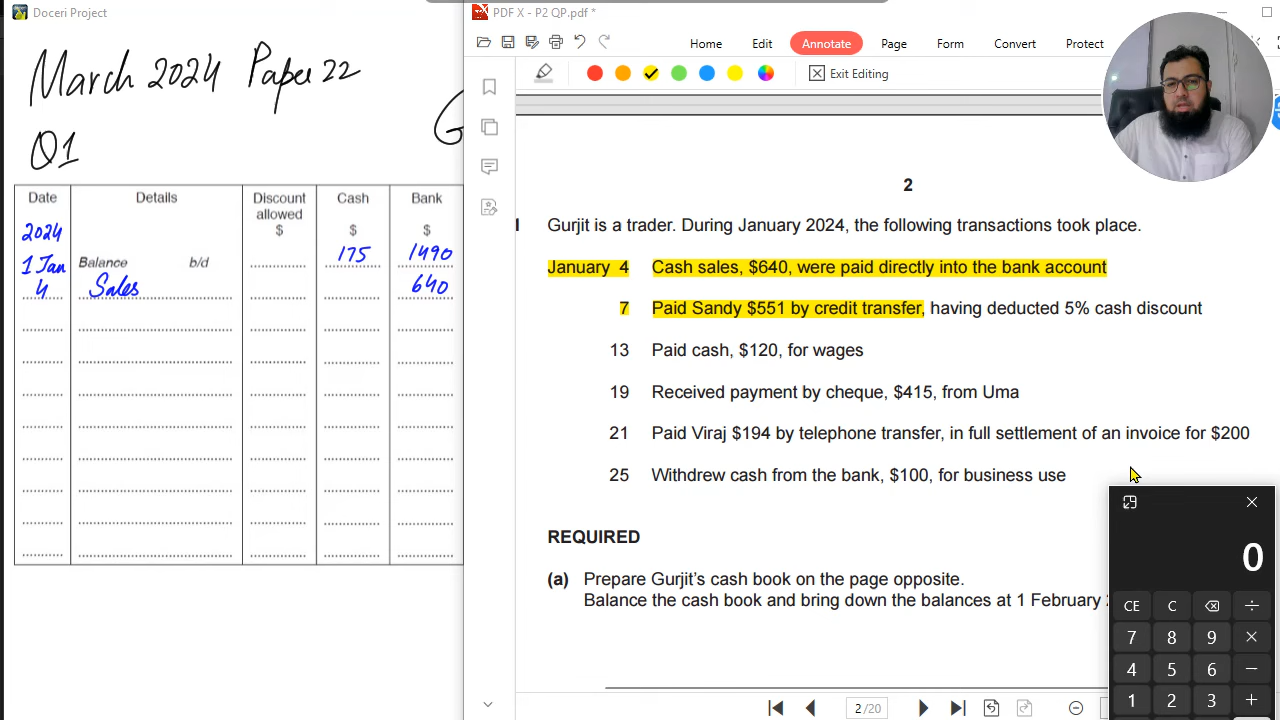 Doceri Project
March 2024 Paper 22
Q1
Date Details Discount allowed $ Cash $ Bank $
2024
1 Jan Balance b/d 175 1490
4 Sales 640
PDF X - P2 QP.pdf *
Home Edit Annotate Page Form Convert Protect
Exit Editing
2
Gurjit is a trader. During January 2024, the following transactions took place.
January 4 Cash sales, $640, were paid directly into the bank account
7 Paid Sandy $551 by credit transfer, having deducted 5% cash discount
13 Paid cash, $120, for wages
19 Received payment by cheque, $415, from Uma
21 Paid Viraj $194 by telephone transfer, in full settlement of an invoice for $200
25 Withdrew cash from the bank, $100, for business use
REQUIRED
(a) Prepare Gurjit's cash book on the page opposite.
Balance the cash book and bring down the balances at 1 February
2/20
0
CE C ÷
7 8 9 ×
4 5 6 −
1 2 3 +